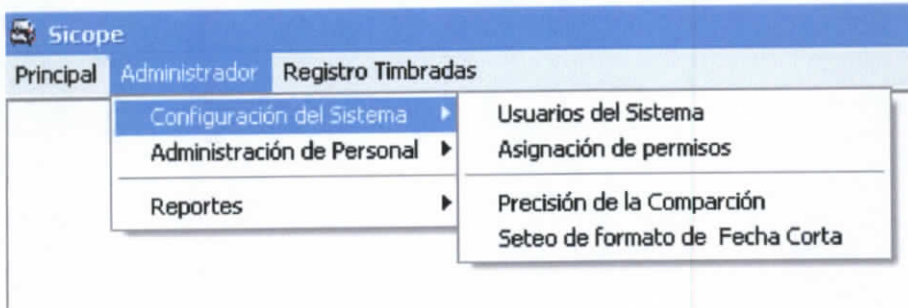 Sicope
Principal Administrador Registro Timbradas
Configuración del Sistema
Administración de Personal
Reportes
Usuarios del Sistema
Asignación de permisos
Precisión de la Comparción
Seteo de formato de Fecha Corta